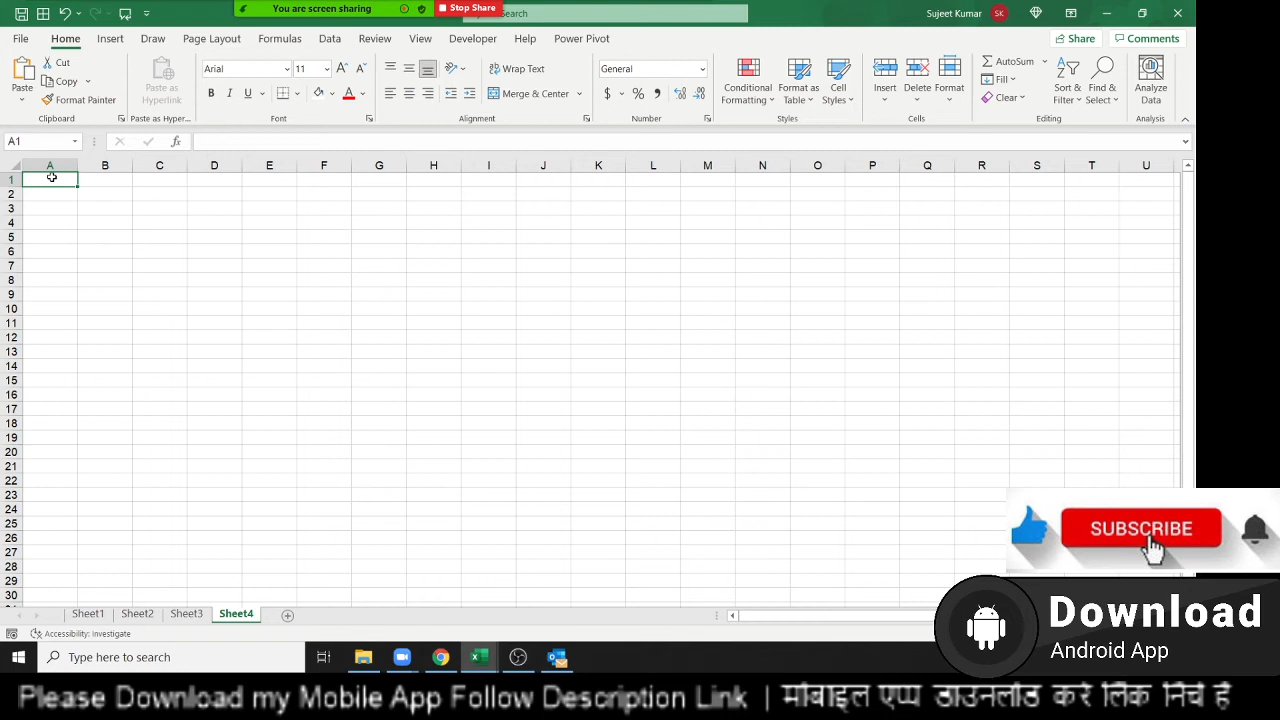 You are screen sharing
Stop Share
Search
Sujeet Kumar
SK
File Home Insert Draw Page Layout Formulas Data Review View Developer Help Power Pivot
Share
Comments
Paste
Cut
Copy
Format Painter
Clipboard
Paste as Hyperlink
Paste as Hyper...
Arial
11
B I U
Font
Wrap Text
Merge & Center
Alignment
General
$ % ,
Number
Conditional Formatting
Format as Table
Cell Styles
Styles
Insert
Delete
Format
Cells
AutoSum
Fill
Clear
Sort & Filter
Find & Select
Editing
Analyze Data
Analysis
A1
fx
A B C D E F G H I J K L M N O P Q R S T U
1
2
3
4
5
6
7
8
9
10
11
12
13
14
15
16
17
18
19
20
21
22
23
24
25
26
27
28
29
30
SUBSCRIBE
Sheet1 Sheet2 Sheet3 Sheet4
Accessibility: Investigate
Download
Android App
Type here to search
Please Download my Mobile App Follow Description Link | मोबाइल एप्प डाउनलोड करे लिंक निचे है